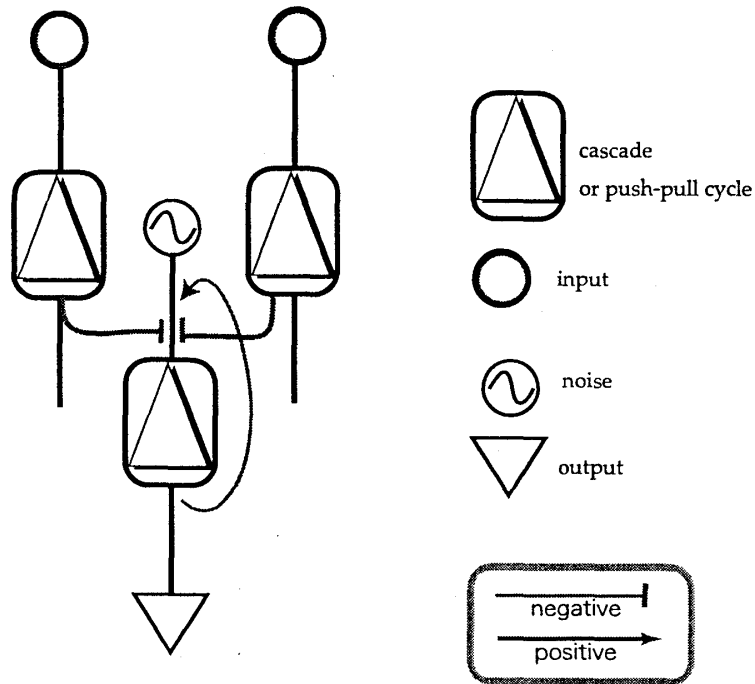 cascade
or push-pull cycle
input
noise
output
negative
positive